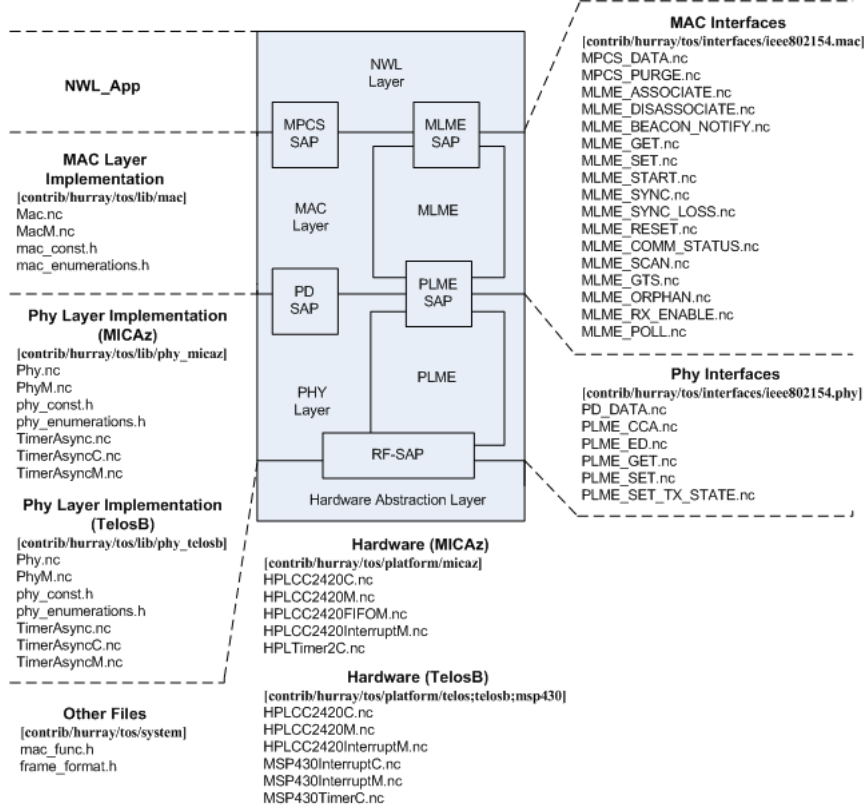 NWL_App
MAC Layer
Implementation
[contrib/hurray/tos/lib/mac]
Mac.nc
MacM.nc
mac_const.h
mac_enumerations.h
Phy Layer Implementation
(MICAz)
[contrib/hurray/tos/lib/phy_micaz]
Phy.nc
PhyM.nc
phy_const.h
phy_enumerations.h
TimerAsync.nc
TimerAsyncC.nc
TimerAsyncM.nc
Phy Layer Implementation
(TelosB)
[contrib/hurray/tos/lib/phy_telosb]
Phy.nc
PhyM.nc
phy_const.h
phy_enumerations.h
TimerAsync.nc
TimerAsyncC.nc
TimerAsyncM.nc
Other Files
[contrib/hurray/tos/system]
mac_func.h
frame_format.h
NWL
Layer
MPCS
SAP
MLME
SAP
MAC
Layer
MLME
PD
SAP
PLME
SAP
PHY
Layer
PLME
RF-SAP
Hardware Abstraction Layer
Hardware (MICAz)
[contrib/hurray/tos/platform/micaz]
HPLCC2420C.nc
HPLCC2420M.nc
HPLCC2420FIFOM.nc
HPLCC2420InterruptM.nc
HPLTimer2C.nc
Hardware (TelosB)
[contrib/hurray/tos/platform/telos;telosb;msp430]
HPLCC2420C.nc
HPLCC2420M.nc
HPLCC2420InterruptM.nc
MSP430InterruptC.nc
MSP430InterruptM.nc
MSP430TimerC.nc
MAC Interfaces
[contrib/hurray/tos/interfaces/ieee802154.mac]
MPCS_DATA.nc
MPCS_PURGE.nc
MLME_ASSOCIATE.nc
MLME_DISASSOCIATE.nc
MLME_BEACON_NOTIFY.nc
MLME_GET.nc
MLME_SET.nc
MLME_START.nc
MLME_SYNC.nc
MLME_SYNC_LOSS.nc
MLME_RESET.nc
MLME_COMM_STATUS.nc
MLME_SCAN.nc
MLME_GTS.nc
MLME_ORPHAN.nc
MLME_RX_ENABLE.nc
MLME_POLL.nc
Phy Interfaces
[contrib/hurray/tos/interfaces/ieee802154.phy]
PD_DATA.nc
PLME_CCA.nc
PLME_ED.nc
PLME_GET.nc
PLME_SET.nc
PLME_SET_TX_STATE.nc